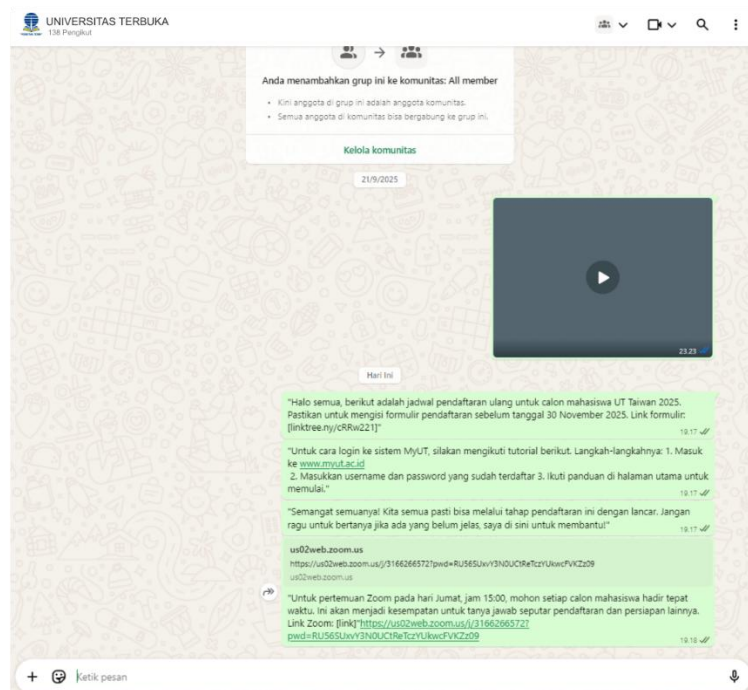 UNIVERSITAS TERBUKA
138 Pengikut
Anda menambahkan grup ini ke komunitas: All member
• Kini anggota di grup ini adalah anggota komunitas.
• Semua anggota di komunitas bisa bergabung ke grup ini.
Kelola komunitas
21/9/2025
23.23
Hari Ini
"Halo semua, berikut adalah jadwal pendaftaran ulang untuk calon mahasiswa UT Taiwan 2025.
Pastikan untuk mengisi formulir pendaftaran sebelum tanggal 30 November 2025. Link formulir:
[linktree.ny/cRRw221]"
19.17
"Untuk cara login ke sistem MyUT, silakan mengikuti tutorial berikut. Langkah-langkahnya: 1. Masuk
ke www.myut.ac.id
2. Masukkan username dan password yang sudah terdaftar 3. Ikuti panduan di halaman utama untuk
memulai."
19.17
"Semangat semuanya! Kita semua pasti bisa melalui tahap pendaftaran ini dengan lancar. Jangan
ragu untuk bertanya jika ada yang belum jelas, saya di sini untuk membantu!"
19.17
us02web.zoom.us
https://us02web.zoom.us/j/3166266572?pwd=RU56SUxvY3N0UCtReTczYUkwcFVKZz09
us02web.zoom.us
"Untuk pertemuan Zoom pada hari Jumat, jam 15:00, mohon setiap calon mahasiswa hadir tepat
waktu. Ini akan menjadi kesempatan untuk tanya jawab seputar pendaftaran dan persiapan lainnya.
Link Zoom: [link]"https://us02web.zoom.us/j/3166266572?
pwd=RU56SUxvY3N0UCtReTczYUkwcFVKZz09
19.18
Ketik pesan